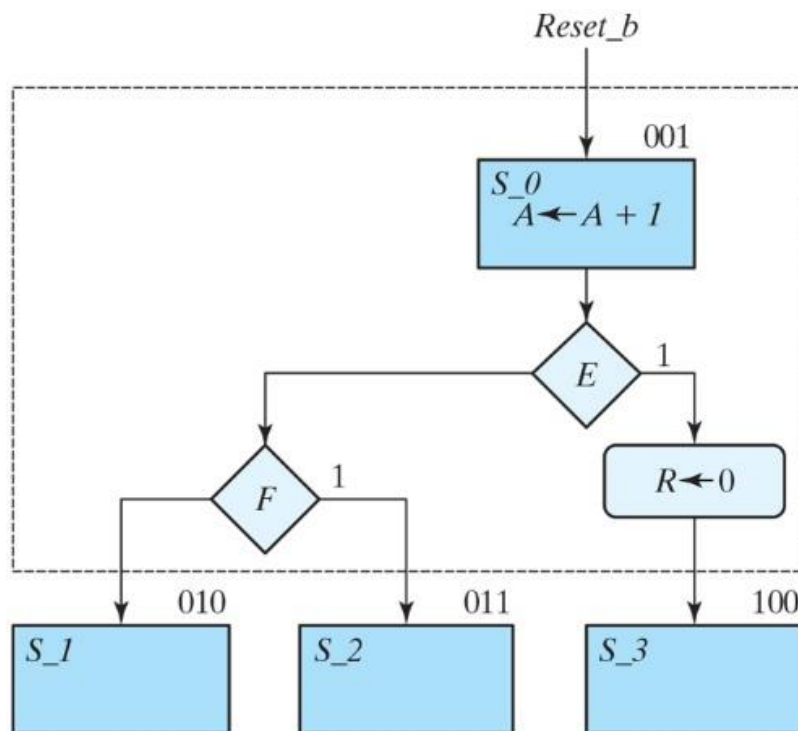 Reset_b
001
S_0
A ← A + 1
E
1
F
1
R ← 0
010
011
100
S_1
S_2
S_3